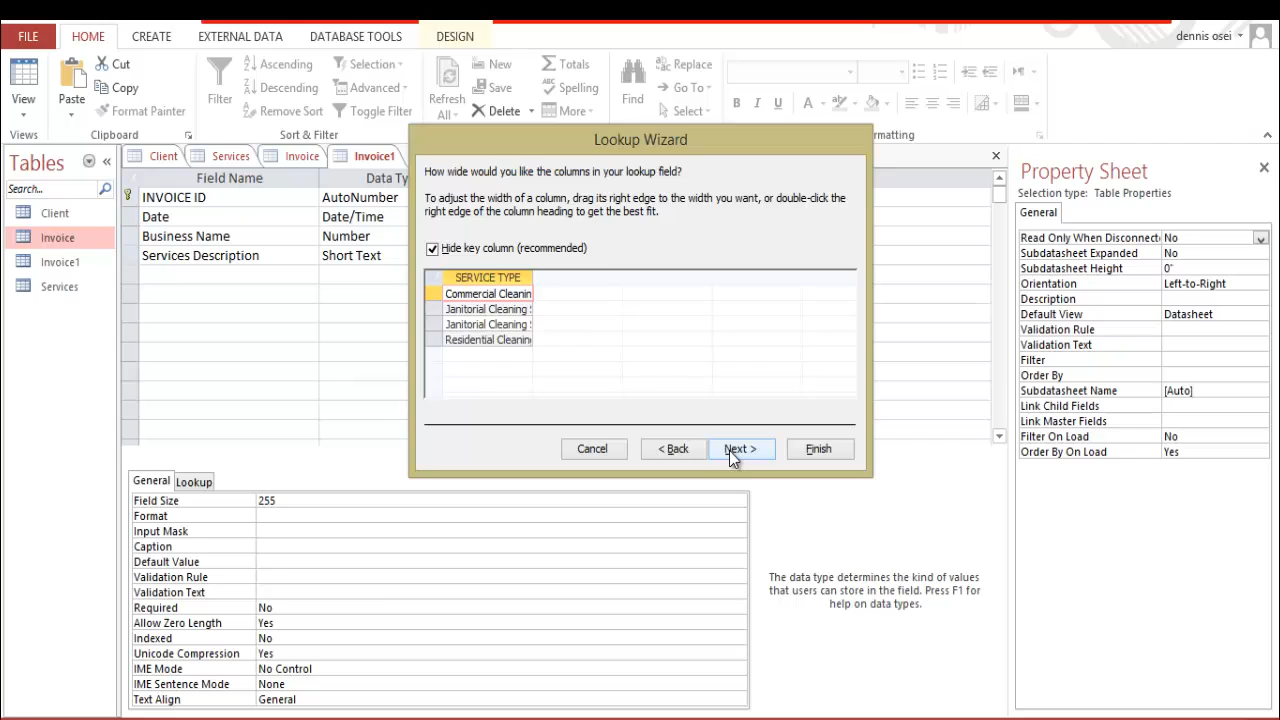 FILE HOME CREATE EXTERNAL DATA DATABASE TOOLS DESIGN dennis osei
View
Views
Paste
Cut
Copy
Format Painter
Clipboard
Filter
Ascending
Descending
Remove Sort
Selection
Advanced
Toggle Filter
Sort & Filter
Refresh
All
New
Save
Delete
Totals
Spelling
More
Find
Replace
Go To
Select
B I U A
matting
Tables
Search...
Client
Invoice
Invoice1
Services
Client Services Invoice Invoice1
Field Name Data Ty
INVOICE ID AutoNumber
Date Date/Time
Business Name Number
Services Description Short Text
Lookup Wizard
How wide would you like the columns in your lookup field?
To adjust the width of a column, drag its right edge to the width you want, or double-click the
right edge of the column heading to get the best fit.
Hide key column (recommended)
SERVICE TYPE
Commercial Cleanin
Janitorial Cleaning S
Janitorial Cleaning S
Residential Cleaning
Cancel < Back Next > Finish
General Lookup
Field Size 255
Format
Input Mask
Caption
Default Value
Validation Rule
Validation Text
Required No
Allow Zero Length Yes
Indexed No
Unicode Compression Yes
IME Mode No Control
IME Sentence Mode None
Text Align General
The data type determines the kind of values
that users can store in the field. Press F1 for
help on data types.
Property Sheet
Selection type: Table Properties
General
Read Only When Disconnect No
Subdatasheet Expanded No
Subdatasheet Height 0"
Orientation Left-to-Right
Description
Default View Datasheet
Validation Rule
Validation Text
Filter
Order By
Subdatasheet Name [Auto]
Link Child Fields
Link Master Fields
Filter On Load No
Order By On Load Yes